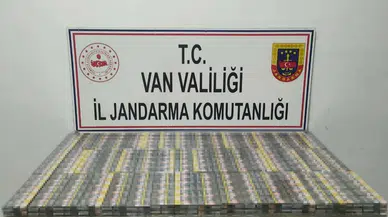 T.C.
VAN VALİLİĞİ
İL JANDARMA KOMUTANLIĞI